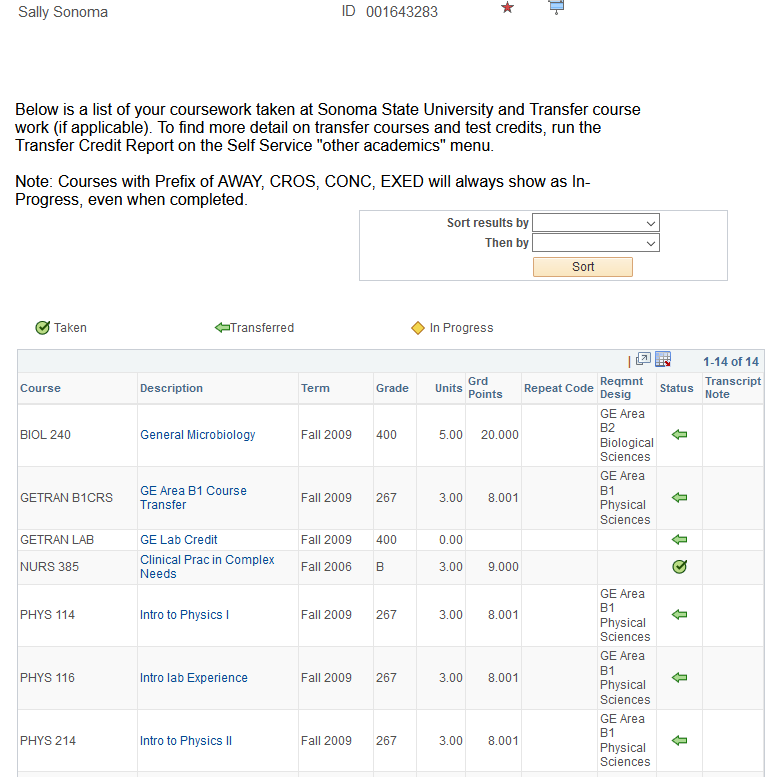 Sally Sonoma ID 001643283
Below is a list of your coursework taken at Sonoma State University and Transfer course
work (if applicable). To find more detail on transfer courses and test credits, run the
Transfer Credit Report on the Self Service "other academics" menu.
Note: Courses with Prefix of AWAY, CROS, CONC, EXED will always show as In-
Progress, even when completed.
Sort results by
Then by
Sort
Taken Transferred In Progress
| 1-14 of 14
Course Description Term Grade Units Grd Points Repeat Code Reqmnt Desig Status Transcript Note
BIOL 240 General Microbiology Fall 2009 400 5.00 20.000 GE Area B2 Biological Sciences
GETRAN B1CRS GE Area B1 Course Transfer Fall 2009 267 3.00 8.001 GE Area B1 Physical Sciences
GETRAN LAB GE Lab Credit Fall 2009 400 0.00
NURS 385 Clinical Prac in Complex Needs Fall 2006 B 3.00 9.000
PHYS 114 Intro to Physics I Fall 2009 267 3.00 8.001 GE Area B1 Physical Sciences
PHYS 116 Intro lab Experience Fall 2009 267 3.00 8.001 GE Area B1 Physical Sciences
PHYS 214 Intro to Physics II Fall 2009 267 3.00 8.001 GE Area B1 Physical Sciences